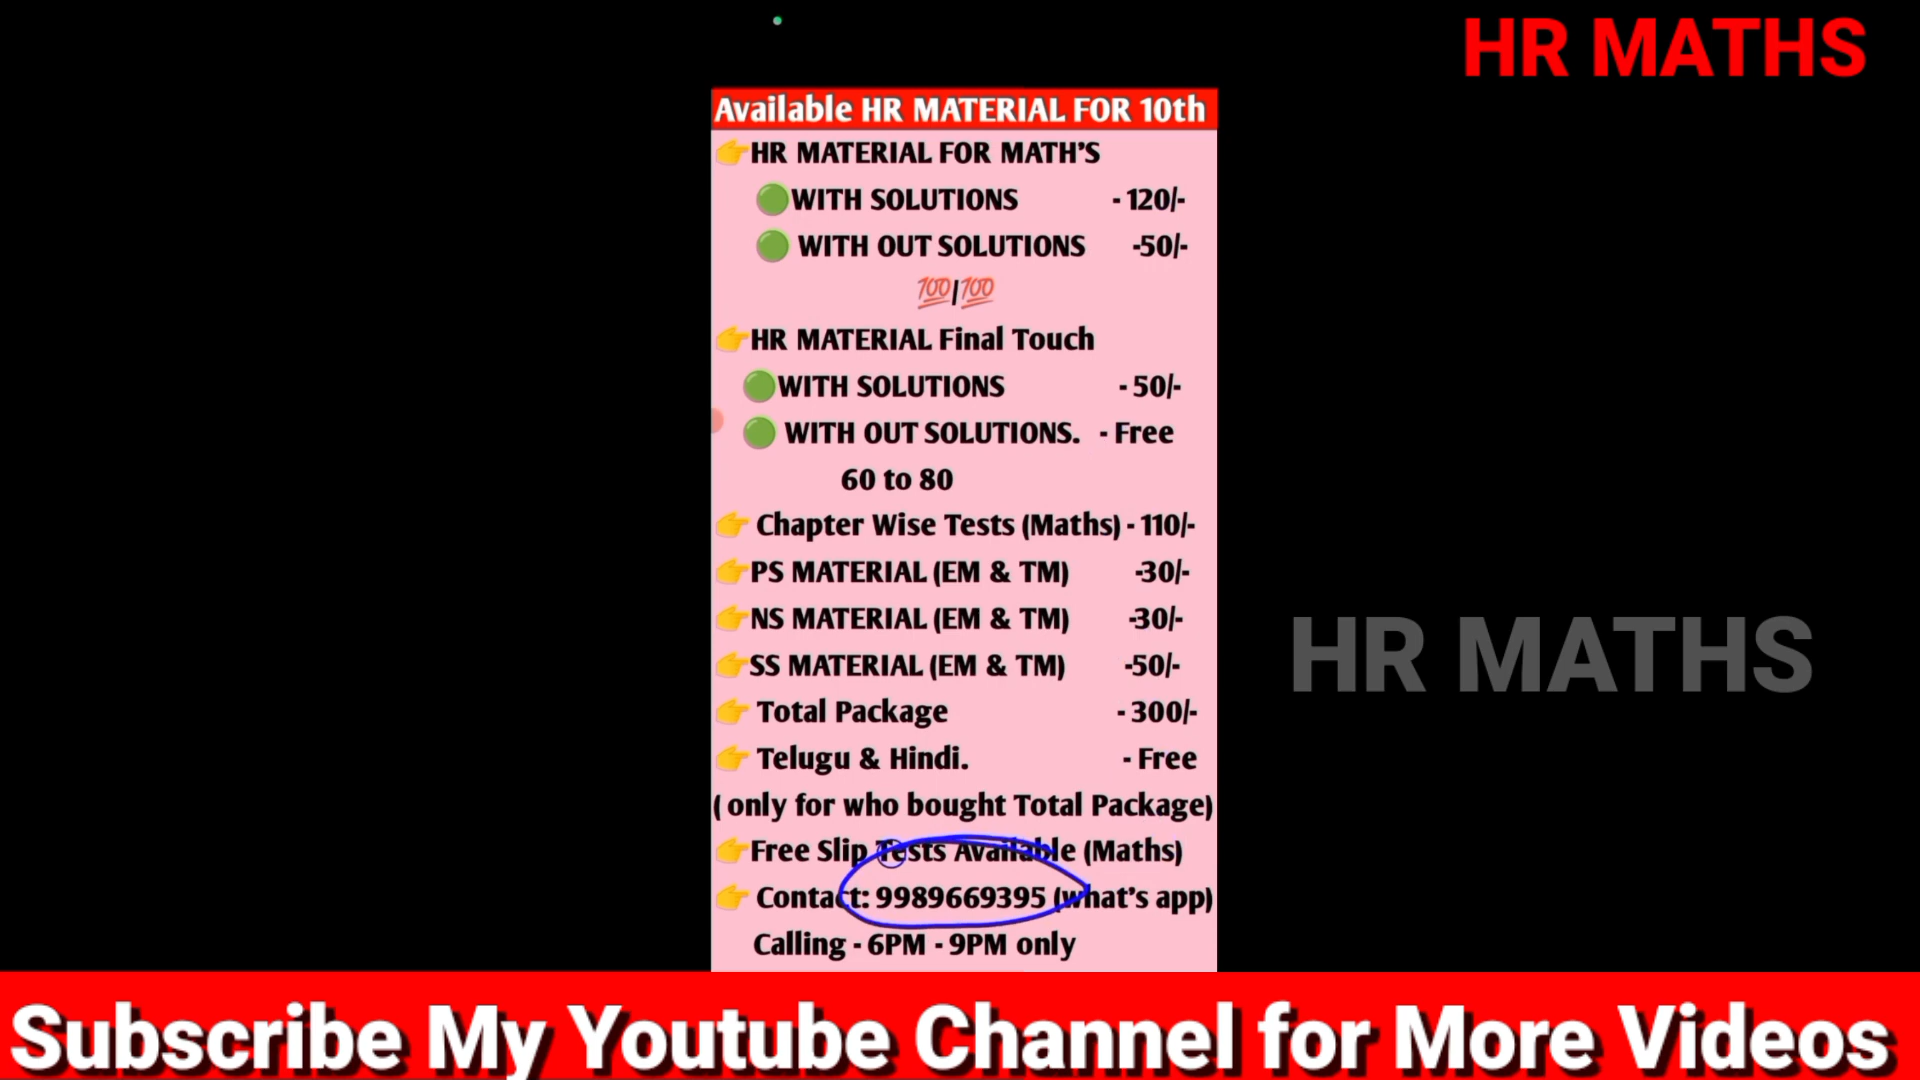 HR MATHS
Available HR MATERIAL FOR 10th
👉HR MATERIAL FOR MATH'S
🟢WITH SOLUTIONS - 120/-
🟢 WITH OUT SOLUTIONS -50/-
💯/💯
👉HR MATERIAL Final Touch
🟢WITH SOLUTIONS - 50/-
🟢 WITH OUT SOLUTIONS. - Free
60 to 80
👉 Chapter Wise Tests (Maths) - 110/-
👉PS MATERIAL (EM & TM) -30/-
👉NS MATERIAL (EM & TM) -30/-
👉SS MATERIAL (EM & TM) -50/-
👉 Total Package - 300/-
👉 Telugu & Hindi. - Free
( only for who bought Total Package)
👉Free Slip Tests Available (Maths)
👉 Contact: 9989669395 (what's app)
Calling - 6PM - 9PM only
HR MATHS
Subscribe My Youtube Channel for More Videos